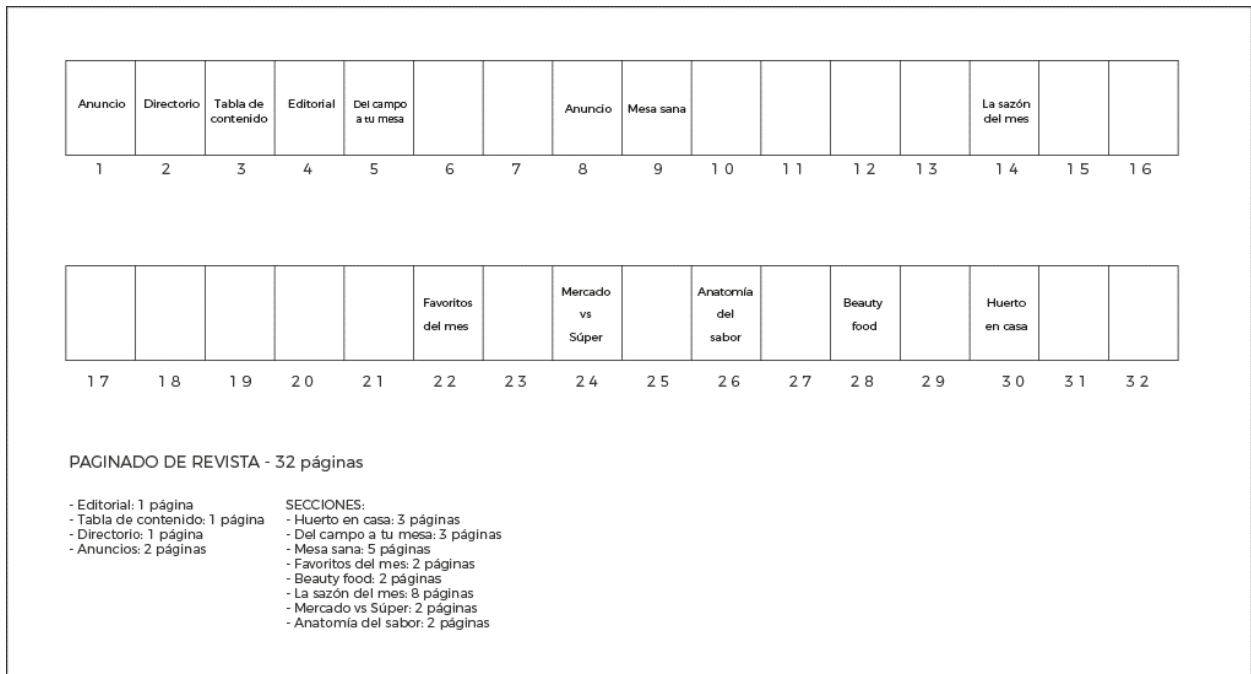 Anuncio
Directorio
Tabla de
contenido
Editorial
Del campo
a tu mesa
Anuncio
Mesa sana
La sazón
del mes
1 2 3 4 5 6 7 8 9 10 11 12 13 14 15 16
Favoritos
del mes
Mercado
vs
Súper
Anatomía
del
sabor
Beauty
food
Huerto
en casa
17 18 19 20 21 22 23 24 25 26 27 28 29 30 31 32
PAGINADO DE REVISTA - 32 páginas
- Editorial: 1 página
- Tabla de contenido: 1 página
- Directorio: 1 página
- Anuncios: 2 páginas
SECCIONES:
- Huerto en casa: 3 páginas
- Del campo a tu mesa: 3 páginas
- Mesa sana: 5 páginas
- Favoritos del mes: 2 páginas
- Beauty food: 2 páginas
- La sazón del mes: 8 páginas
- Mercado vs Súper: 2 páginas
- Anatomía del sabor: 2 páginas